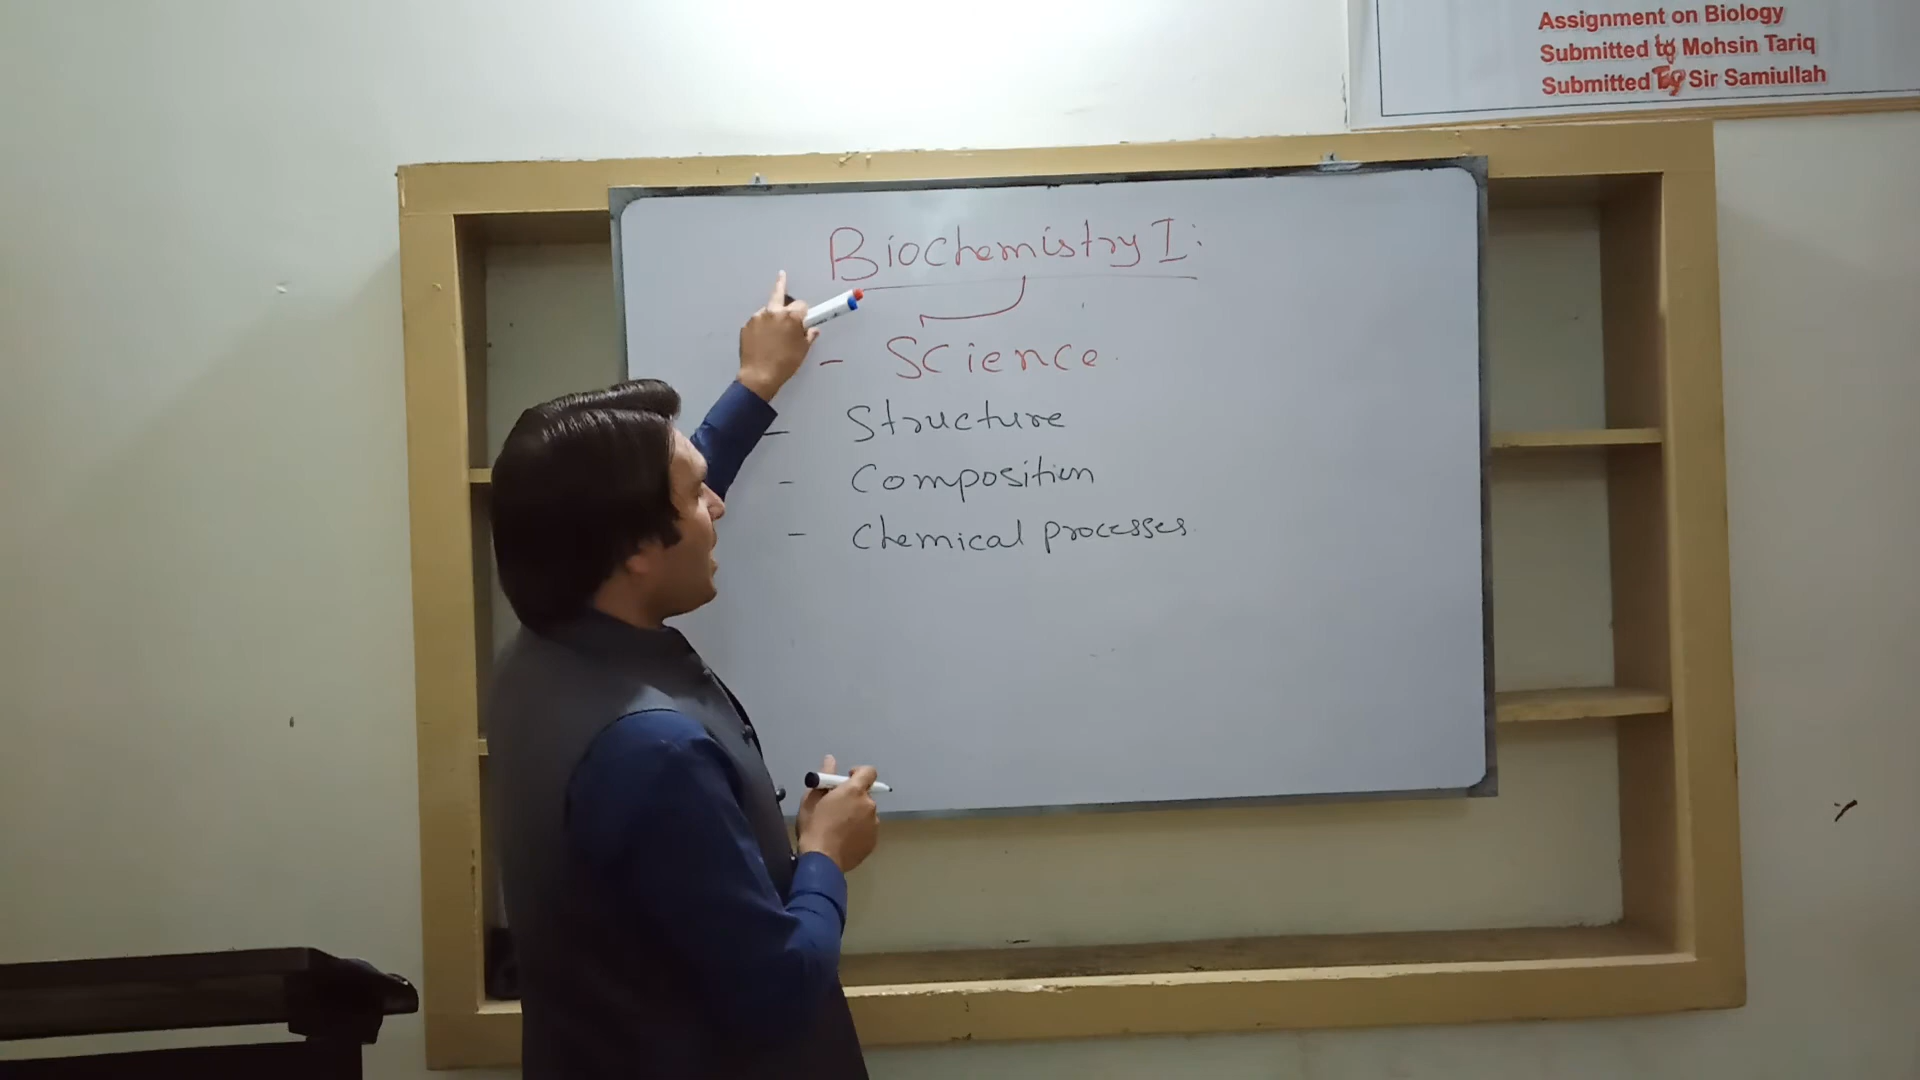 Assignment on Biology
Submitted by Mohsin Tariq
Submitted To Sir Samiullah
Biochemistry I:
- Science.
- Structure
- Composition
- Chemical processes.